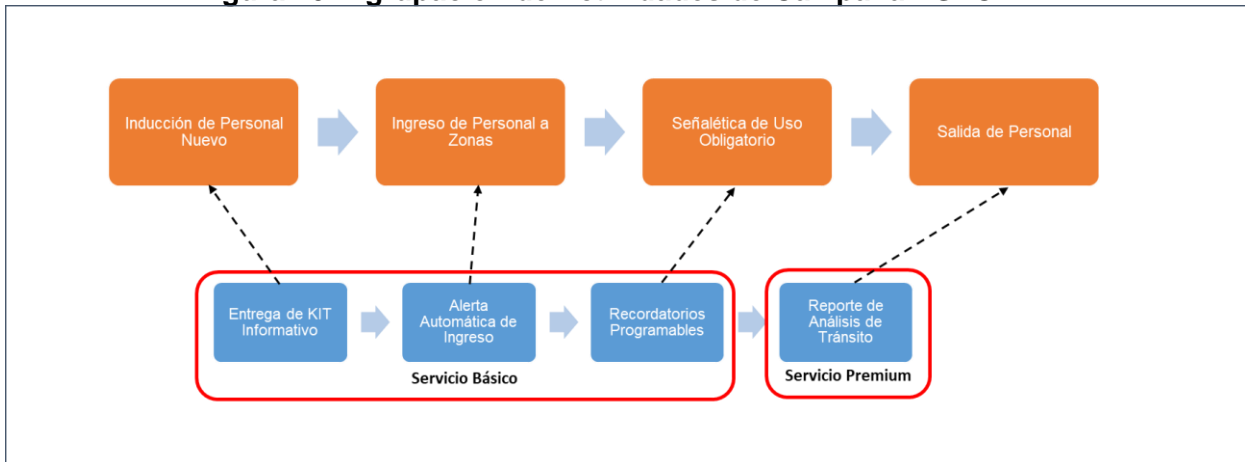 Inducción de Personal
Nuevo
Ingreso de Personal a
Zonas
Señalética de Uso
Obligatorio
Salida de Personal
Entrega de KIT
Informativo
Alerta
Automática de
Ingreso
Recordatorios
Programables
Reporte de
Análisis de
Tránsito
Servicio Básico
Servicio Premium